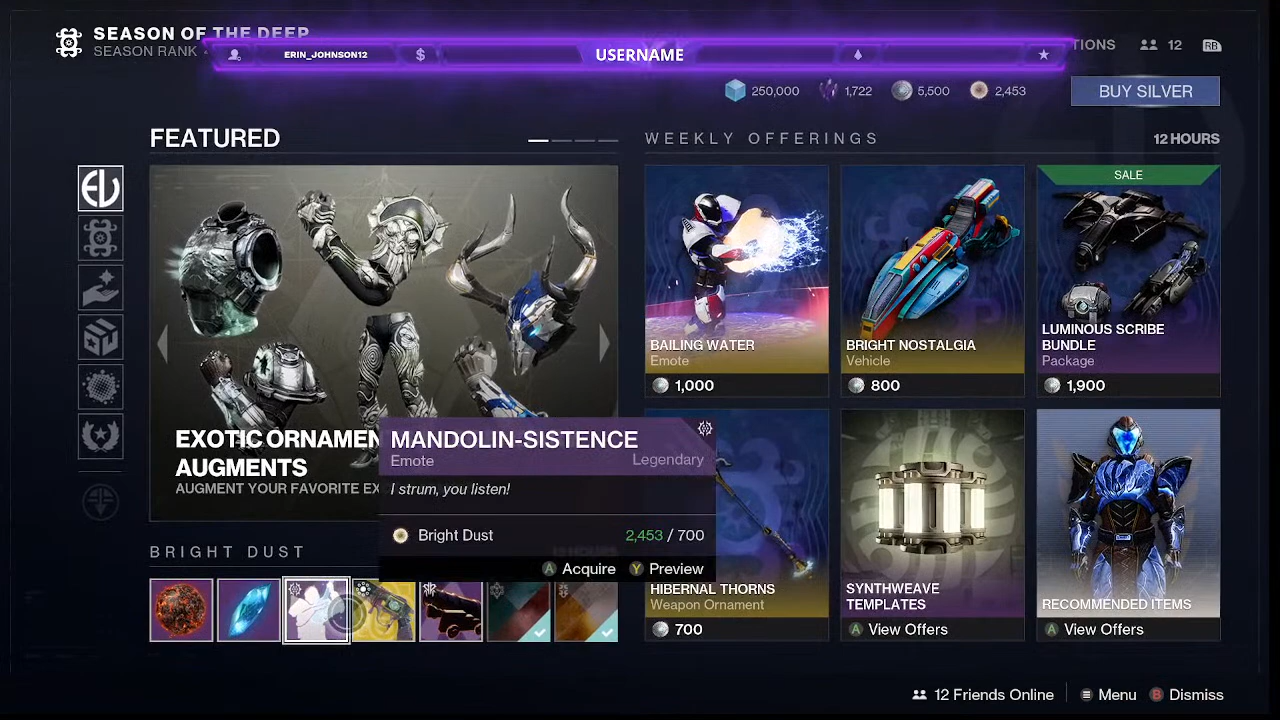 SEASON OF THE DEEP
SEASON RANK
ERIN_JOHNSON12
$
USERNAME
TIONS
12
RB
250,000
1,722
5,500
2,453
BUY SILVER
FEATURED
WEEKLY OFFERINGS
12 HOURS
SALE
BAILING WATER
Emote
1,000
BRIGHT NOSTALGIA
Vehicle
800
LUMINOUS SCRIBE
BUNDLE
Package
1,900
EXOTIC ORNAMEN
AUGMENTS
AUGMENT YOUR FAVORITE EX
MANDOLIN-SISTENCE
Emote
Legendary
I strum, you listen!
Bright Dust
2,453 / 700
A Acquire
Y Preview
BRIGHT DUST
HIBERNAL THORNS
Weapon Ornament
700
SYNTHWEAVE
TEMPLATES
A View Offers
RECOMMENDED ITEMS
A View Offers
12 Friends Online
Menu
B Dismiss